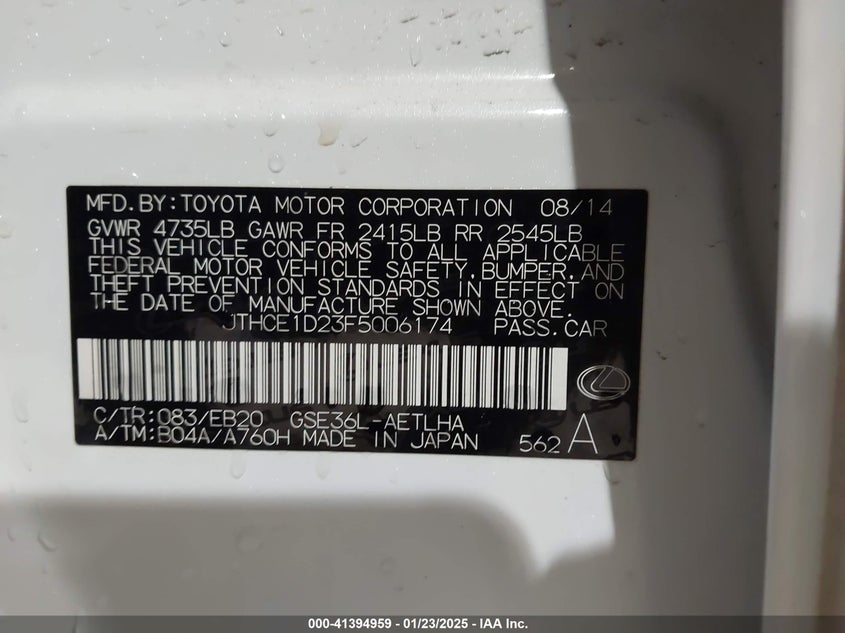 MFD.BY:TOYOTA MOTOR CORPORATION 08/14
GVWR 4735LB GAWR FR 2415LB RR 2545LB
THIS VEHICLE CONFORMS TO ALL APPLICABLE
FEDERAL MOTOR VEHICLE SAFETY,BUMPER,AND
THEFT PREVENTION STANDARDS IN EFFECT ON
THE DATE OF MANUFACTURE SHOWN ABOVE.
JTHCE1D23F5006174 PASS.CAR
C/TR:083/EB20 GSE36L-AETLHA
A/TM:B04A/A760H MADE IN JAPAN 562 A
000-41394959 — 01/23/2025 — IAA Inc.